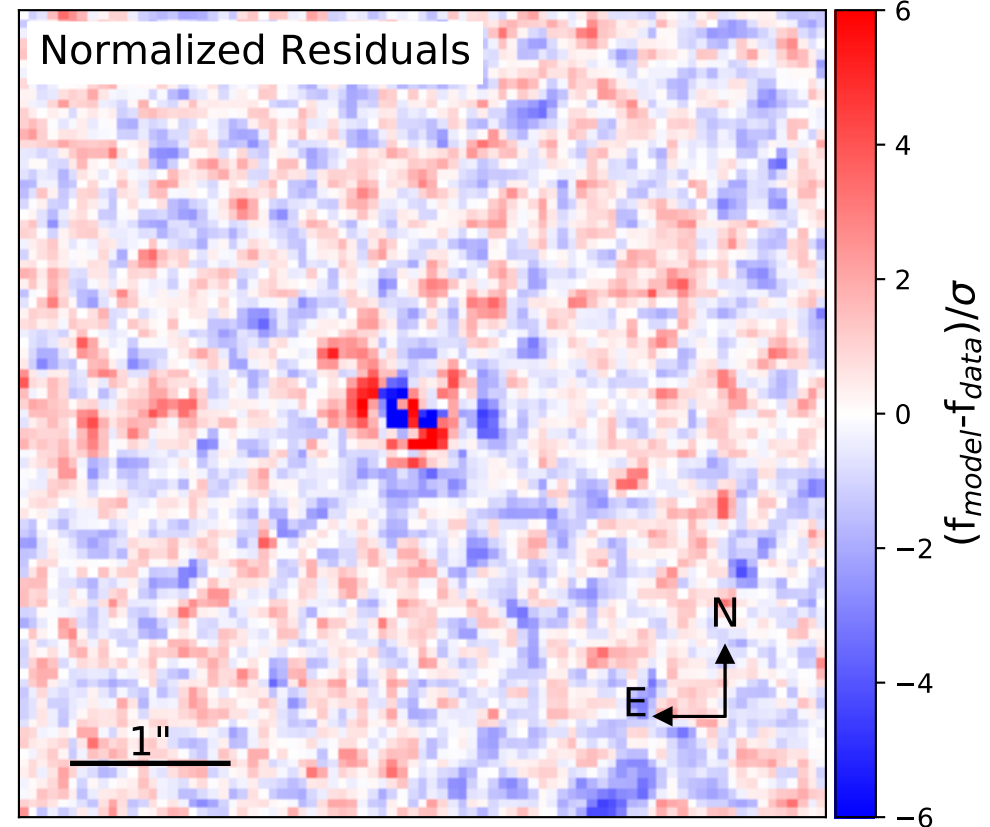 Normalized Residuals
6
4
2
0
−2
−4
−6
(f_model-f_data)/σ
N
E
1"